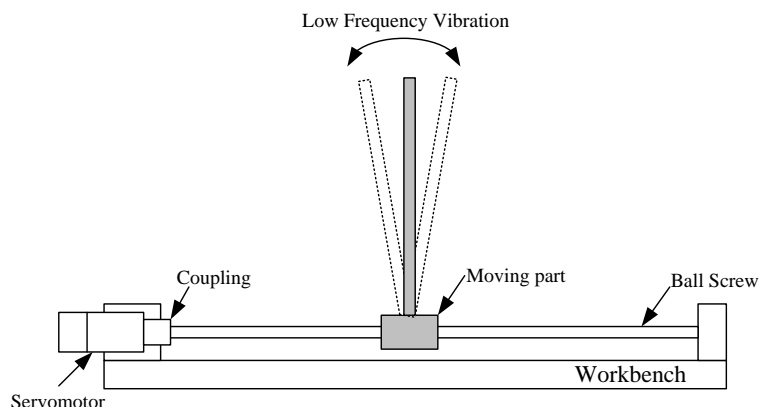 Low Frequency Vibration
Coupling
Moving part
Ball Screw
Workbench
Servomotor